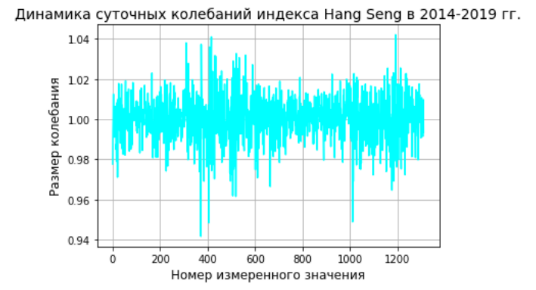 Динамика суточных колебаний индекса Hang Seng в 2014-2019 гг.
Размер колебания
1.04
1.02
1.00
0.98
0.96
0.94
0 200 400 600 800 1000 1200
Номер измеренного значения